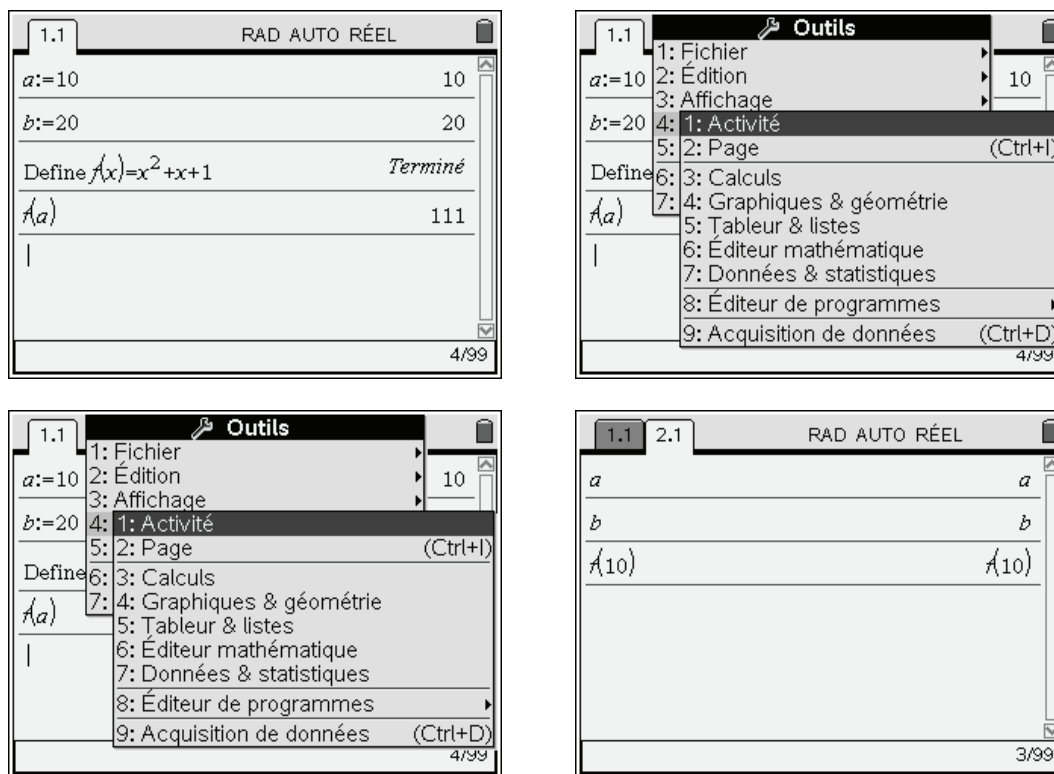 1.1 RAD AUTO RÉEL
a:=10 10
b:=20 20
Define f(x)=x²+x+1 Terminé
f(a) 111
4/99
1.1 Outils
1: Fichier
a:=10 2: Édition 10
3: Affichage
b:=20 4: 1: Activité
5: 2: Page (Ctrl+I)
Define 6: 3: Calculs
7: 4: Graphiques & géométrie
f(a) 5: Tableur & listes
6: Éditeur mathématique
7: Données & statistiques
8: Éditeur de programmes
9: Acquisition de données (Ctrl+D)
4/99
1.1 Outils
1: Fichier
a:=10 2: Édition 10
3: Affichage
b:=20 4: 1: Activité
5: 2: Page (Ctrl+I)
Define 6: 3: Calculs
7: 4: Graphiques & géométrie
f(a) 5: Tableur & listes
6: Éditeur mathématique
7: Données & statistiques
8: Éditeur de programmes
9: Acquisition de données (Ctrl+D)
4/99
1.1 2.1 RAD AUTO RÉEL
a a
b b
f(10) f(10)
3/99